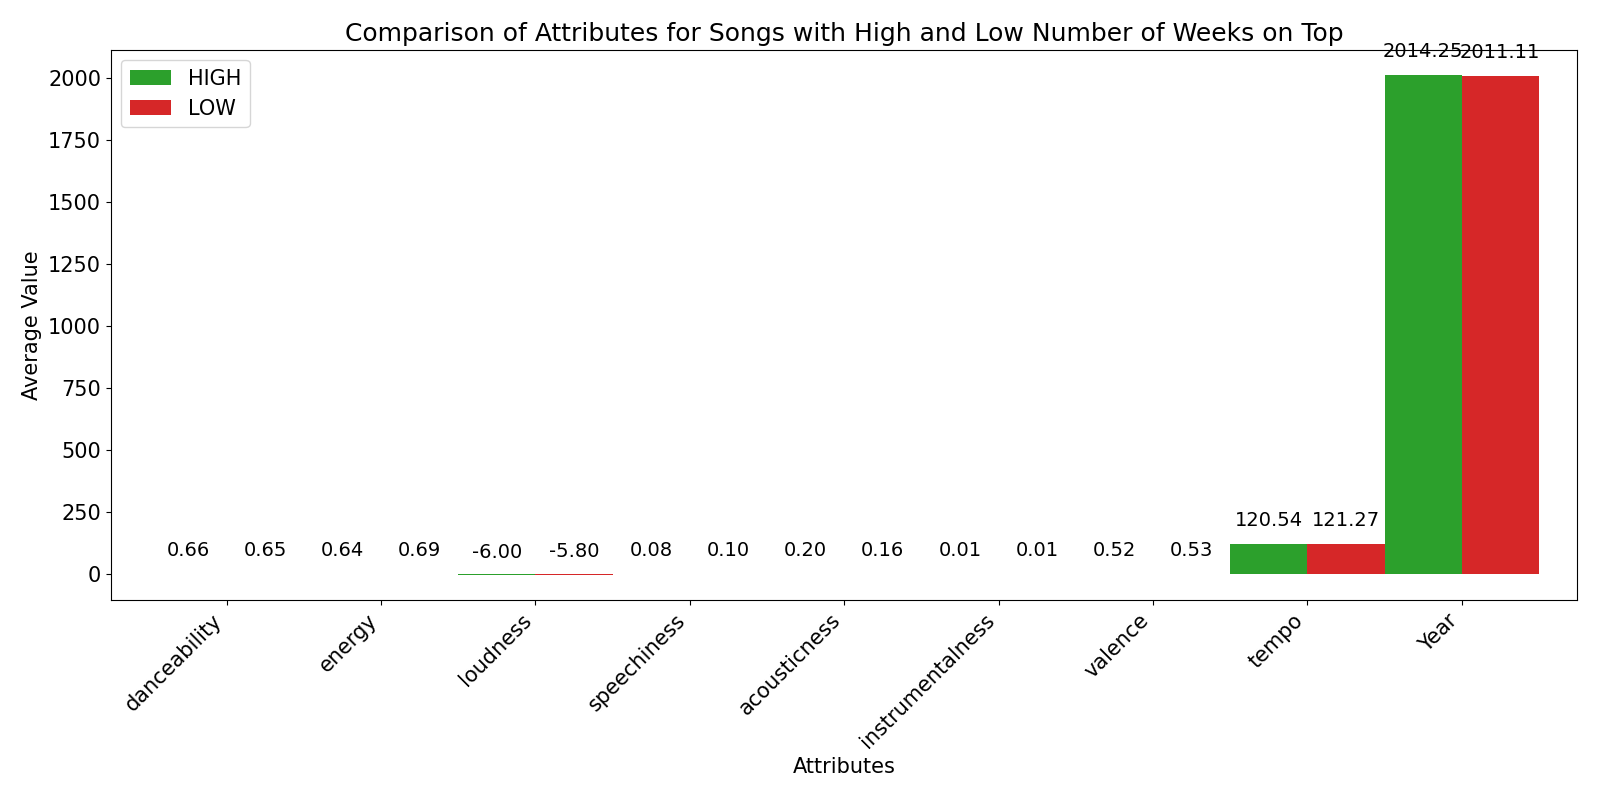 Comparison of Attributes for Songs with High and Low Number of Weeks on Top
HIGH
LOW
Average Value
2000
1750
1500
1250
1000
750
500
250
0
0.66 0.65 0.64 0.69 -6.00 -5.80 0.08 0.10 0.20 0.16 0.01 0.01 0.52 0.53 120.54 121.27 2014.25 2011.11
danceability
energy
loudness
speechiness
acousticness
instrumentalness
valence
tempo
Year
Attributes